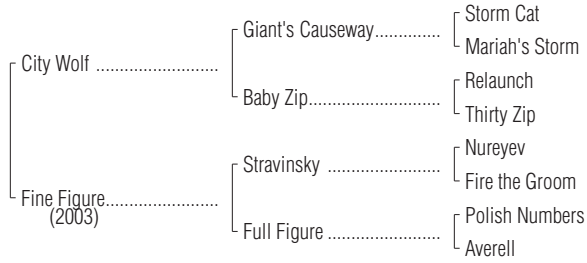 Storm Cat
Giant's Causeway..............
Mariah's Storm
City Wolf ..........................
Relaunch
Baby Zip............................
Thirty Zip
Nureyev
Stravinsky ........................
Fire the Groom
Fine Figure........................
(2003)
Polish Numbers
Full Figure ........................
Averell